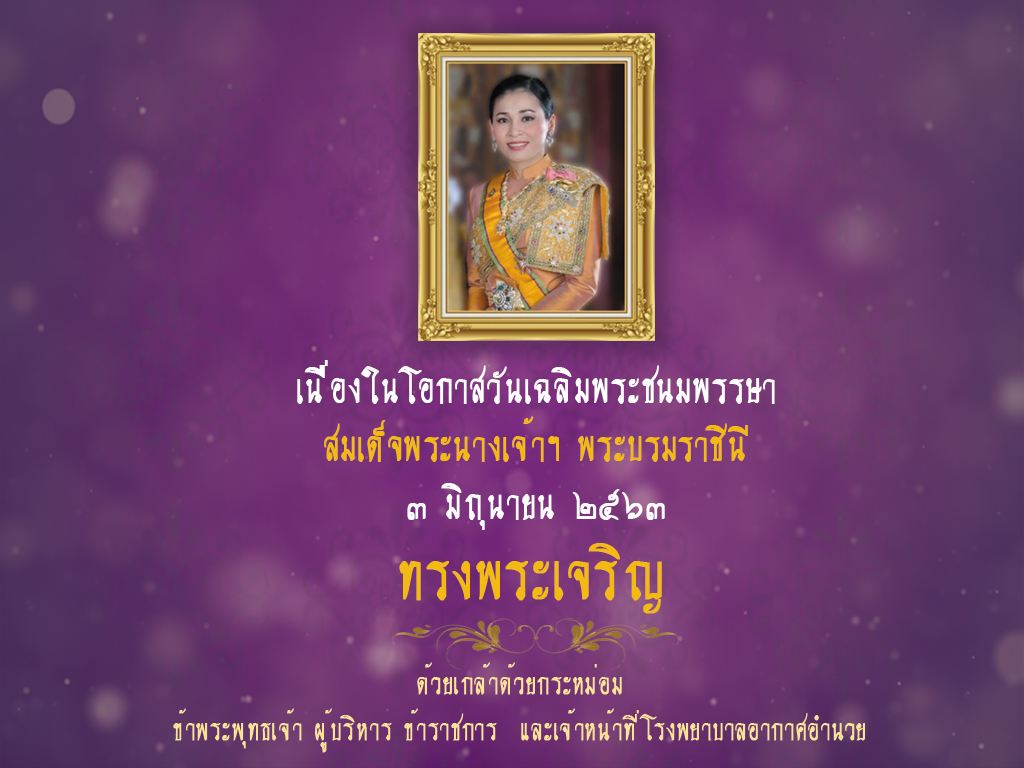 เนื่องในโอกาสวันเฉลิมพระชนมพรรษา
สมเด็จพระนางเจ้าฯ พระบรมราชินี
๓ มิถุนายน ๒๕๖๓
ทรงพระเจริญ
ด้วยเกล้าด้วยกระหม่อม
ข้าพระพุทธเจ้า ผู้บริหาร ข้าราชการ และเจ้าหน้าที่โรงพยาบาลอากาศอำนวย